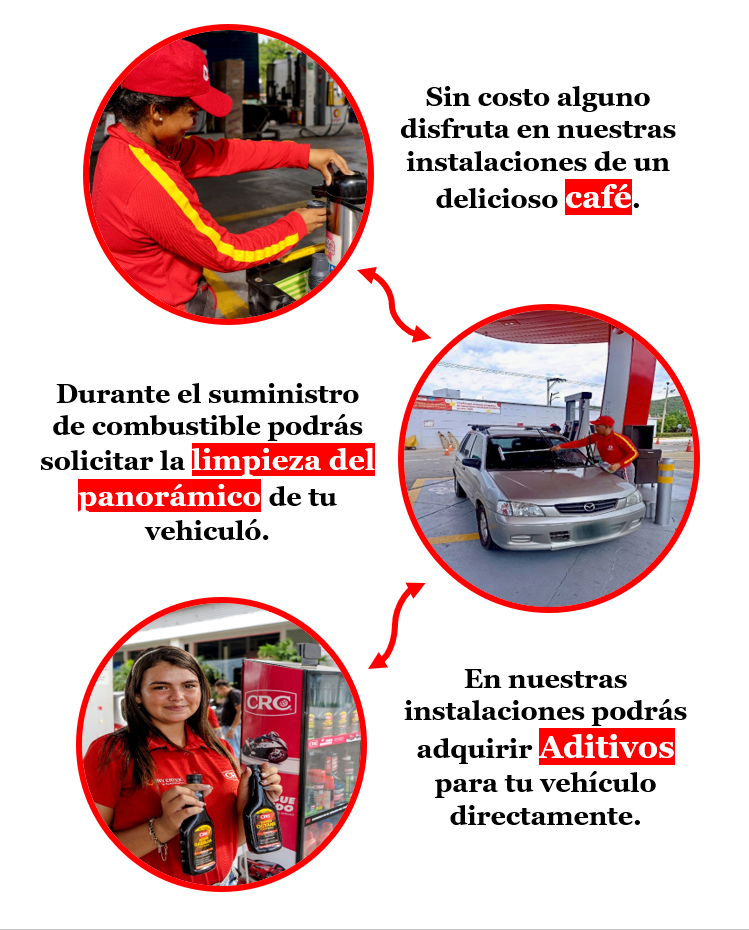 Sin costo alguno
disfruta en nuestras
instalaciones de un
delicioso café.
Durante el suministro
de combustible podrás
solicitar la limpieza del
panorámico de tu
vehiculó.
CRC
En nuestras
instalaciones podrás
adquirir Aditivos
para tu vehículo
directamente.